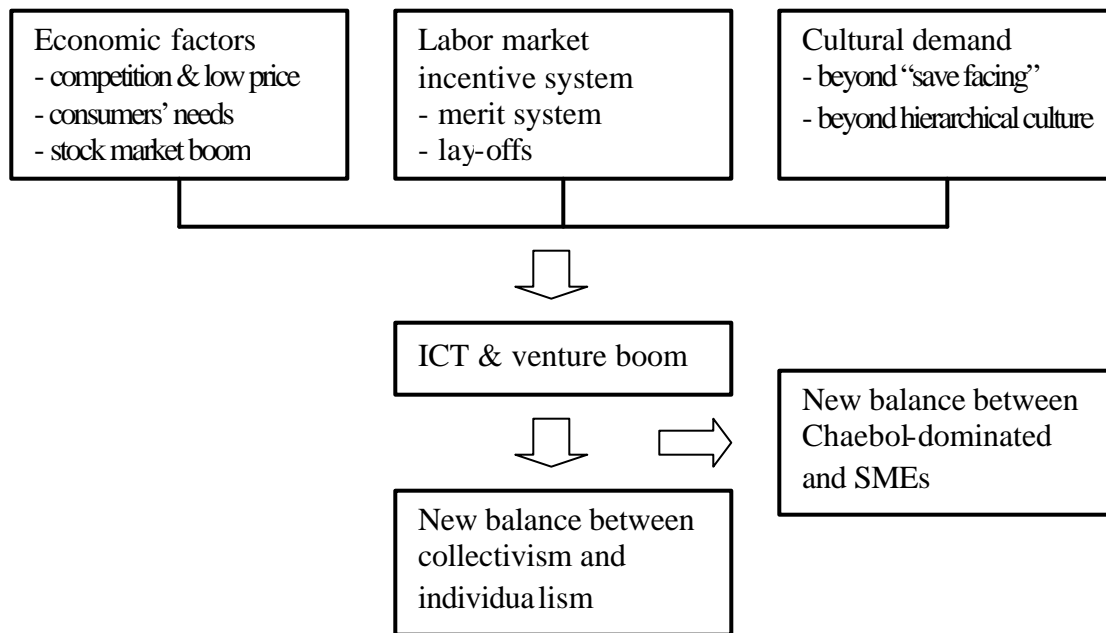 Economic factors
- competition & low price
- consumers’ needs
- stock market boom
Labor market
incentive system
- merit system
- lay-offs
Cultural demand
- beyond “save facing”
- beyond hierarchical culture
ICT & venture boom
New balance between
Chaebol-dominated
and SMEs
New balance between
collectivism and
individualism